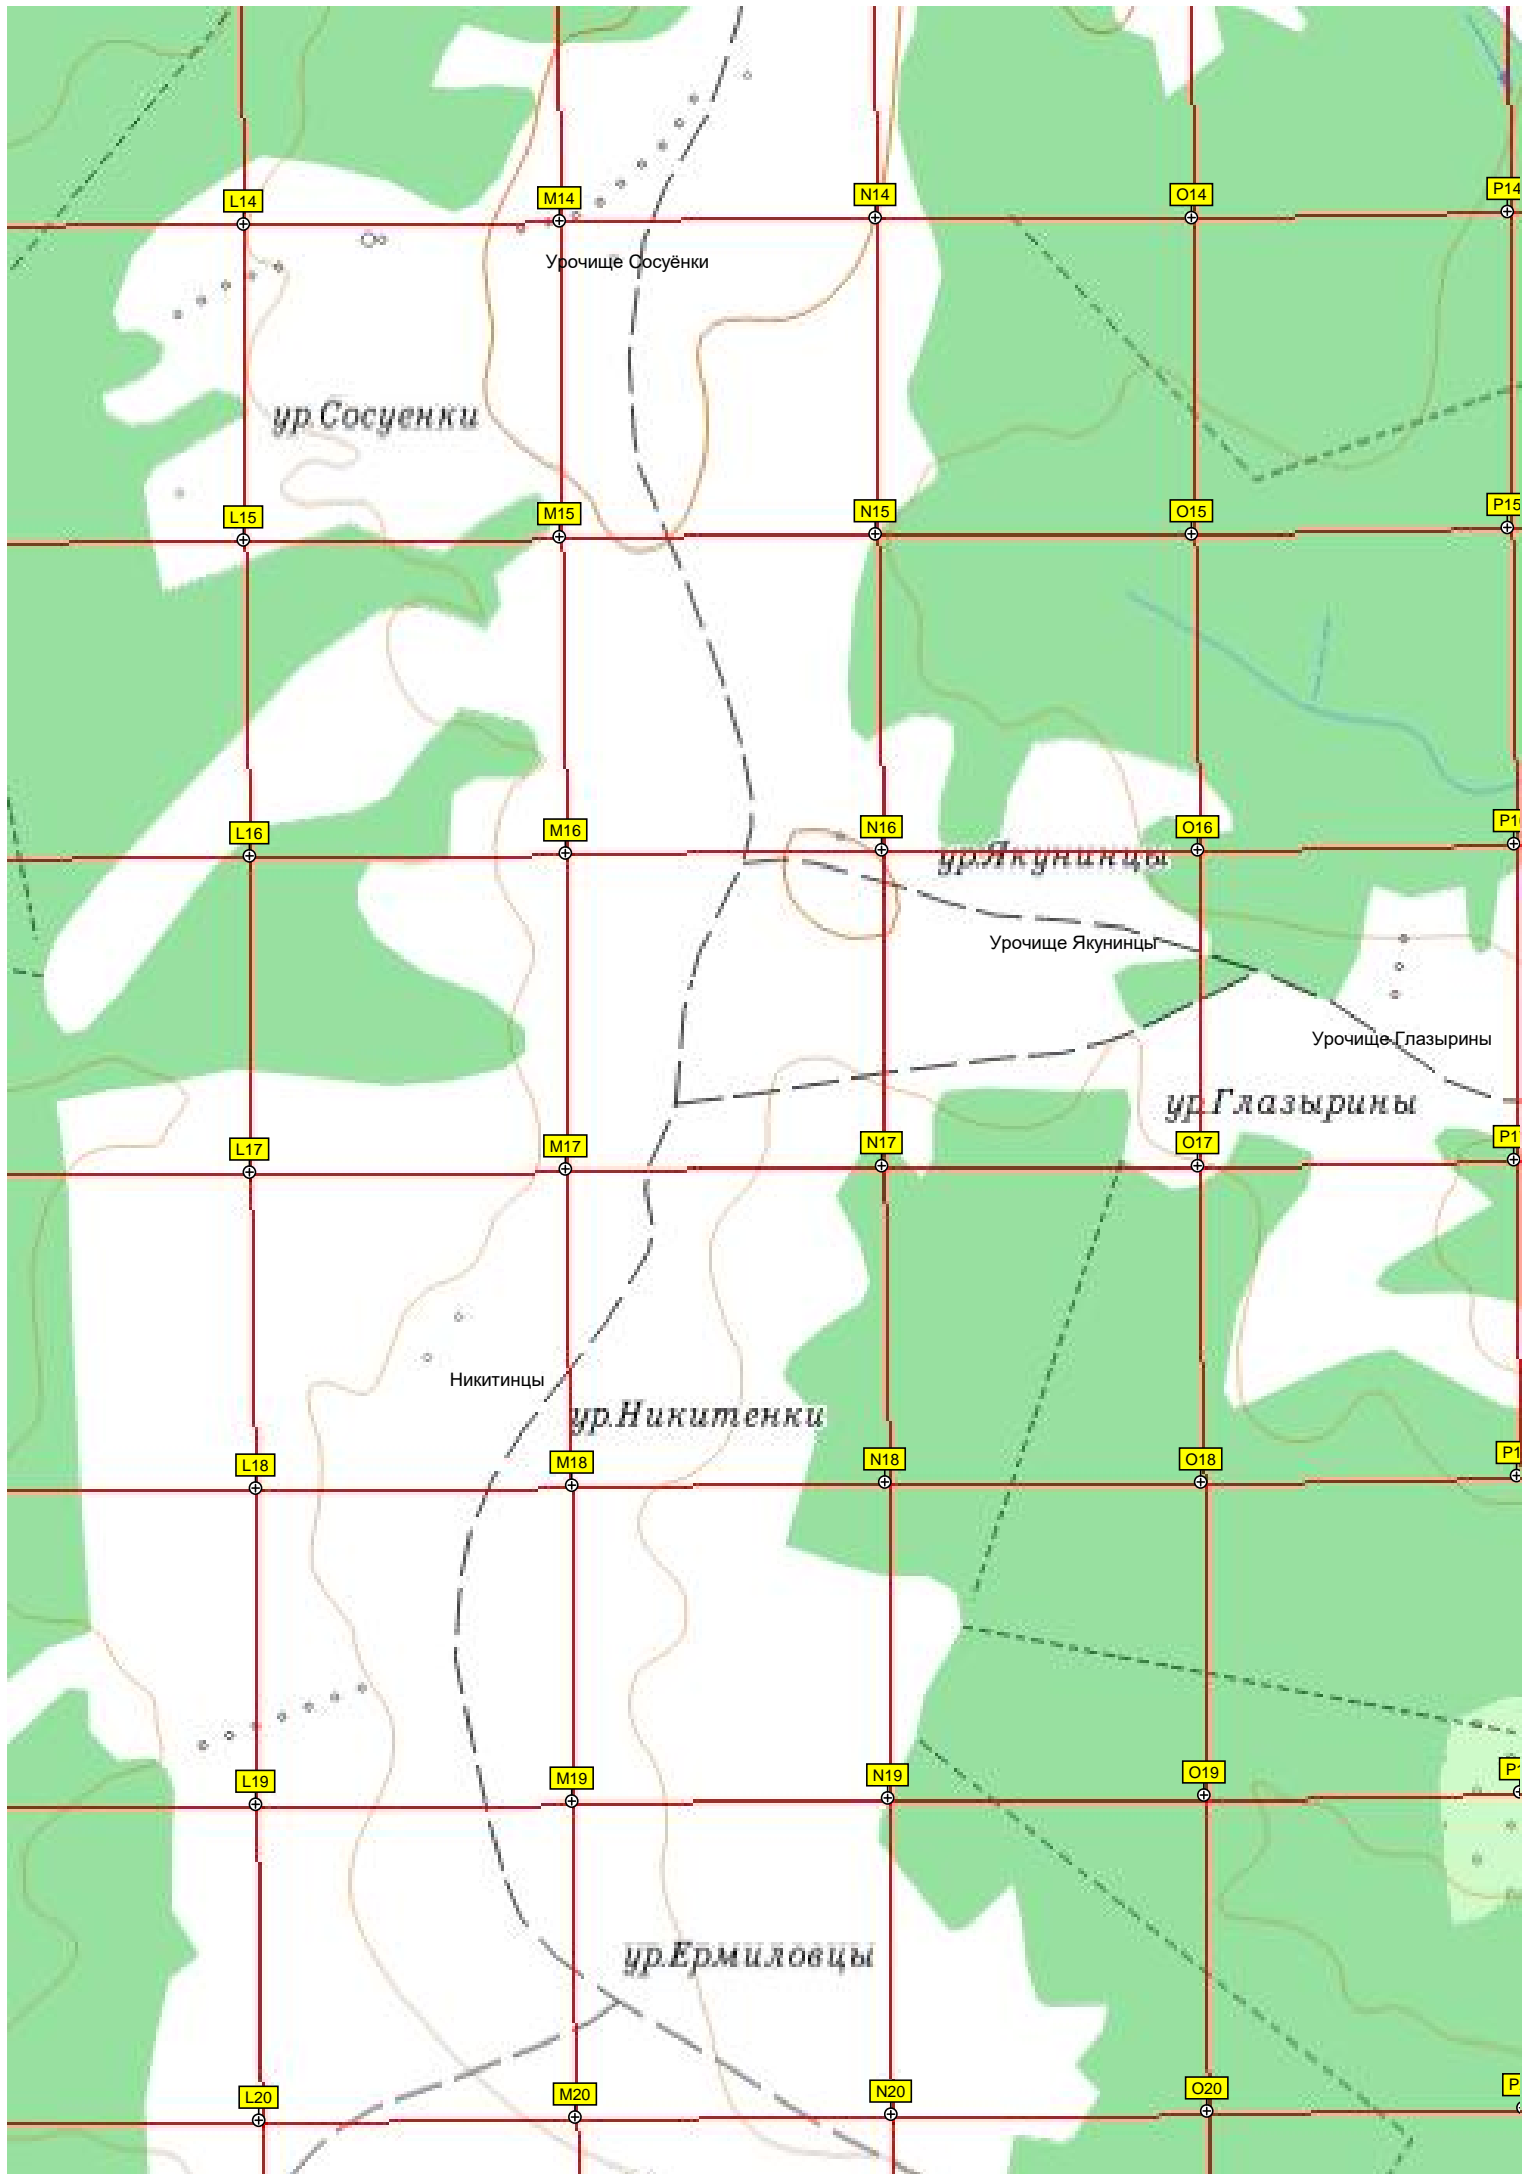 L14
M14
N14
O14
P14
Урочище Сосуёнки
ур.Сосуенки
L15
M15
N15
O15
P15
L16
M16
N16
O16
ур.Якунинцы
Урочище Якунинцы
Урочище Глазырины
ур.Глазырины
L17
M17
N17
O17
Никитинцы
ур.Никитенки
L18
M18
N18
O18
L19
M19
N19
O19
ур.Ермиловцы
L20
M20
N20
O20